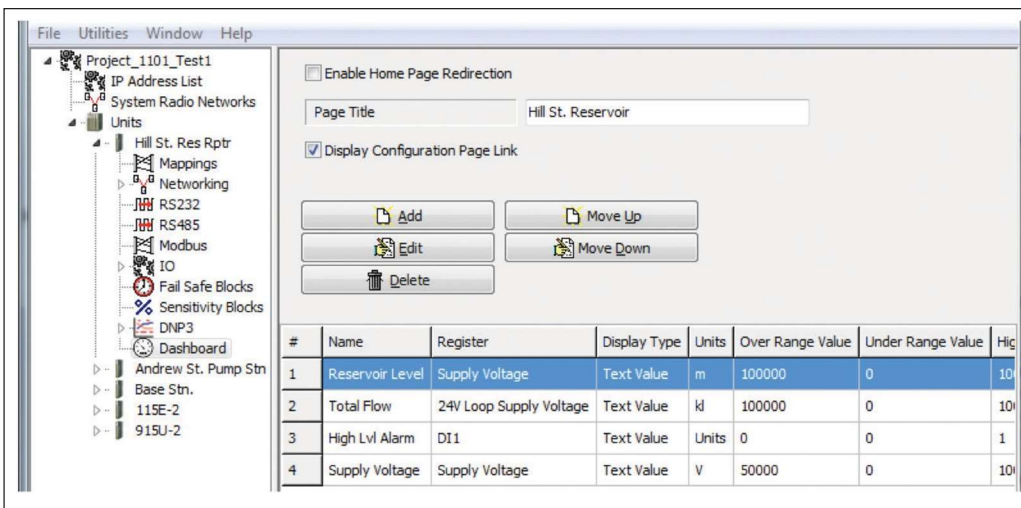 File Utilities Window Help
Project_1101_Test1
IP Address List
System Radio Networks
Units
Hill St. Res Rptr
Mappings
Networking
RS232
RS485
Modbus
IO
Fail Safe Blocks
Sensitivity Blocks
DNP3
Dashboard
Andrew St. Pump Stn
Base Stn.
115E-2
915U-2
Enable Home Page Redirection
Page Title Hill St. Reservoir
Display Configuration Page Link
Add Move Up
Edit Move Down
Delete
# Name Register Display Type Units Over Range Value Under Range Value Hig
1 Reservoir Level Supply Voltage Text Value m 100000 0 10
2 Total Flow 24V Loop Supply Voltage Text Value kl 100000 0 10
3 High Lvl Alarm DI1 Text Value Units 0 0 1
4 Supply Voltage Supply Voltage Text Value V 50000 0 10